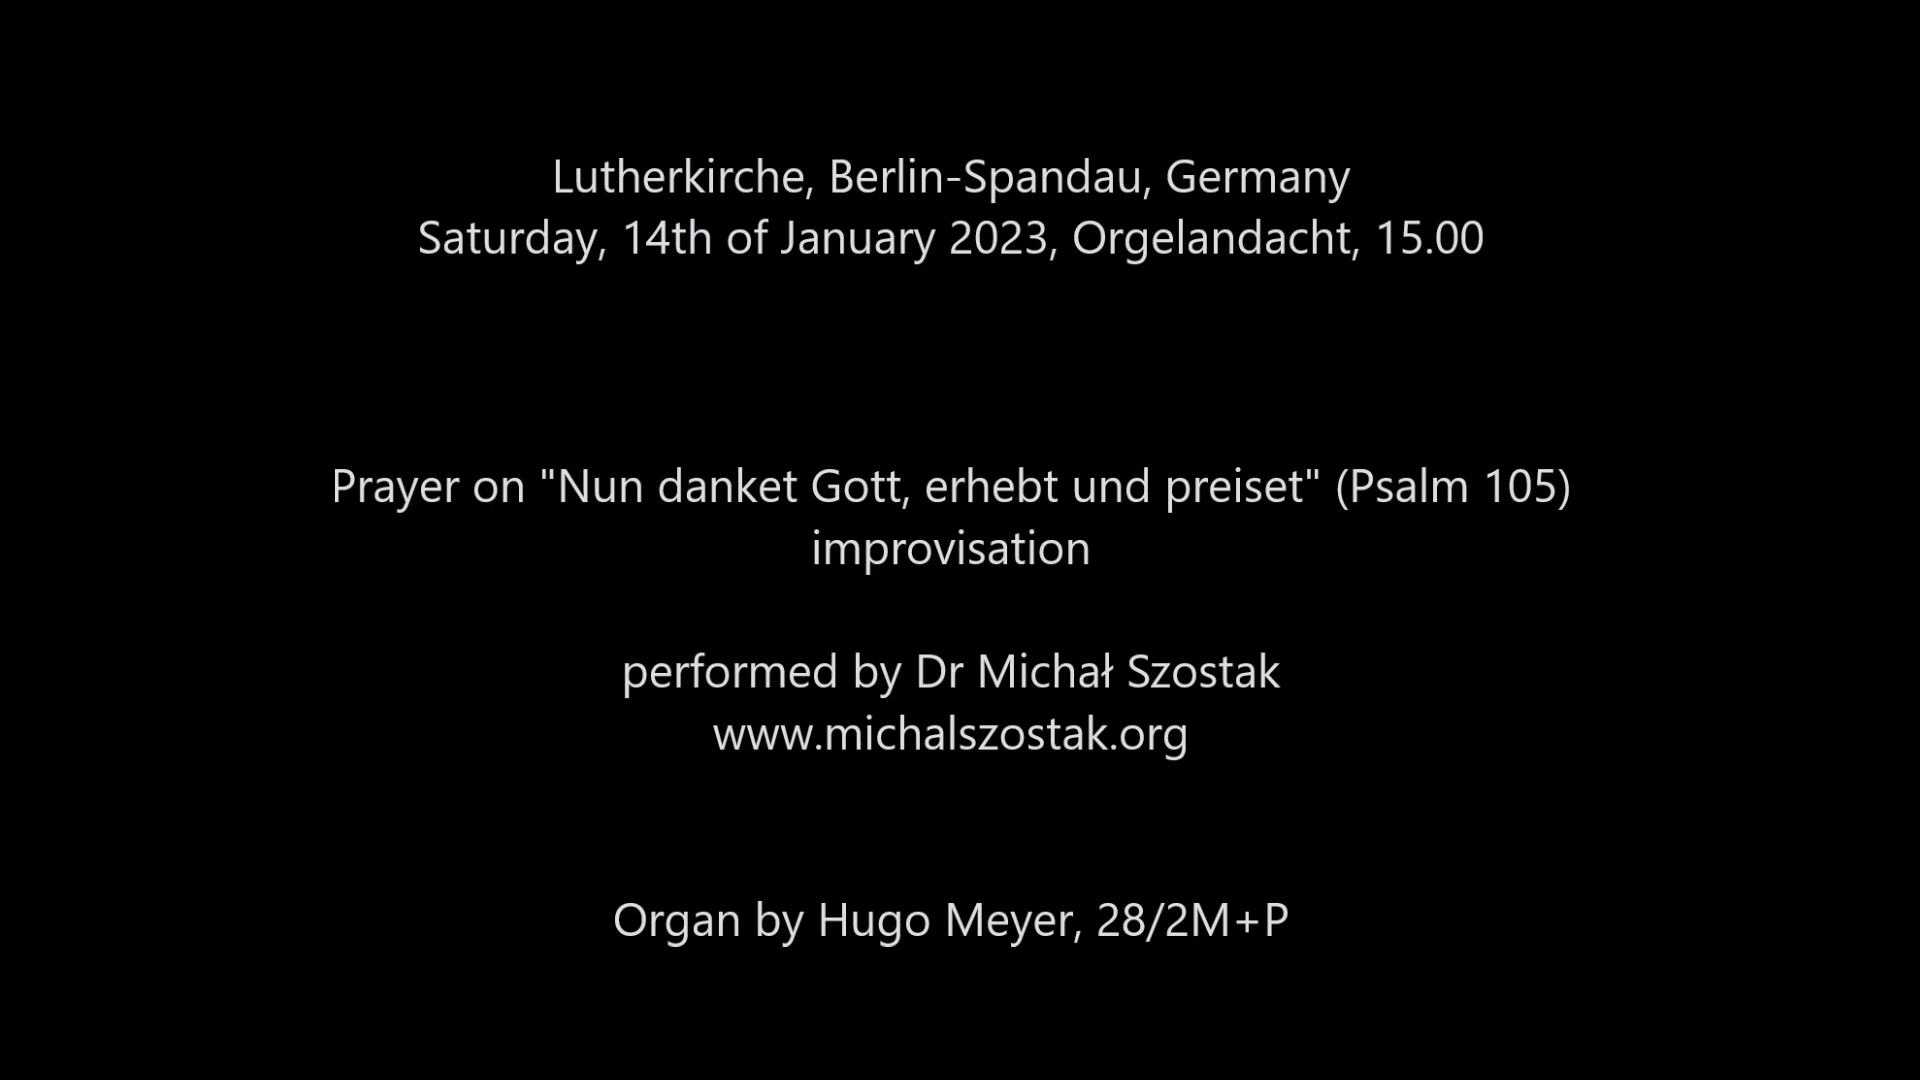 Lutherkirche, Berlin-Spandau, Germany
Saturday, 14th of January 2023, Orgelandacht, 15.00
Prayer on "Nun danket Gott, erhebt und preiset" (Psalm 105)
improvisation
performed by Dr Michał Szostak
www.michalszostak.org
Organ by Hugo Meyer, 28/2M+P